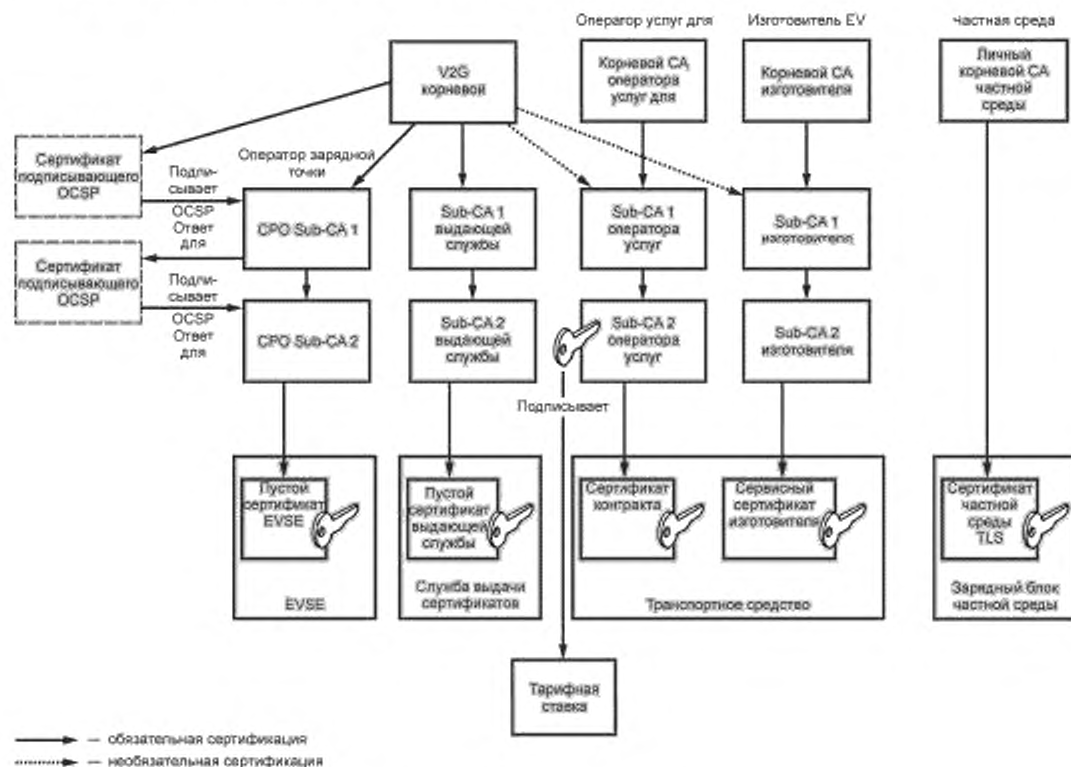 Оператор услуг для
Изготовитель EV
частная среда
V2G
корневой
Корневой СА
оператора
услуг для
Корневой СА
изготовителя
Личный
корневой СА
частной
среды
Сертификат
подписывающего
OCSP
Подпи-
сывает
OCSP
Ответ
для
Оператор зарядной
точки
CPO Sub-CA 1
Sub-CA 1
выдающей
службы
Sub-CA 1
оператора
услуг
Sub-CA 1
изготовителя
Сертификат
подписывающего
OCSP
Подпи-
сывает
OCSP
Ответ
для
CPO Sub-CA 2
Sub-CA 2
выдающей
службы
Sub-CA 2
оператора
услуг
Sub-CA 2
изготовителя
Подписывает
Пустой
сертификат
EVSE
EVSE
Пустой
сертификат
выдающей
службы
Служба выдачи
сертификатов
Сертификат
контракта
Сервисный
сертификат
изготовителя
Транспортное средство
Сертификат
частной
среды
TLS
Зарядный блок
частной среды
Тарифная
ставка
— обязательная сертификация
— необязательная сертификация